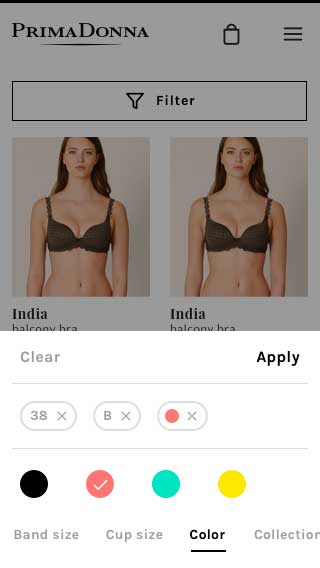 PRIMADONNA
Filter
India India
balcony bra balcony bra
Clear Apply
38 B
Band size Cup size Color Collection